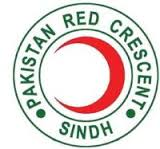 PAKISTAN RED CRESCENT
SINDH